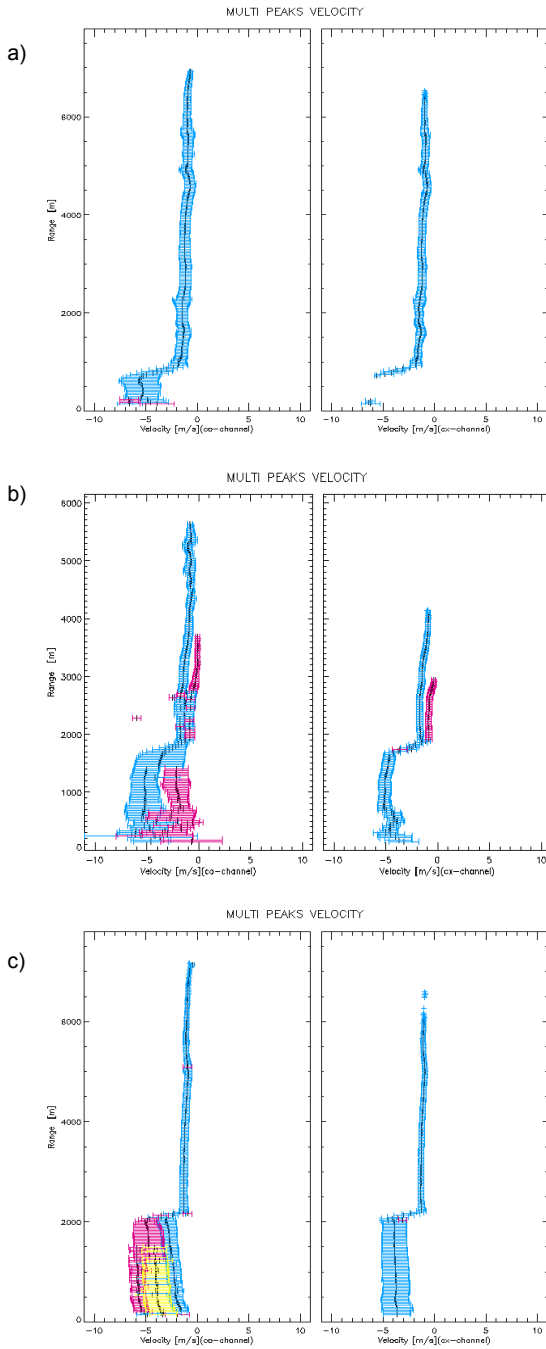 MULTI PEAKS VELOCITY
a)
6000
4000
2000
0
Range [m]
−10 −5 0 5 10
−10 −5 0 5 10
Velocity [m/s](co−channel)
Velocity [m/s](cx−channel)
MULTI PEAKS VELOCITY
b)
6000
5000
4000
3000
2000
1000
0
Range [m]
−10 −5 0 5 10
−10 −5 0 5 10
Velocity [m/s](co−channel)
Velocity [m/s](cx−channel)
MULTI PEAKS VELOCITY
c)
6000
4000
2000
0
Range [m]
−10 −5 0 5 10
−10 −5 0 5 10
Velocity [m/s](co−channel)
Velocity [m/s](cx−channel)